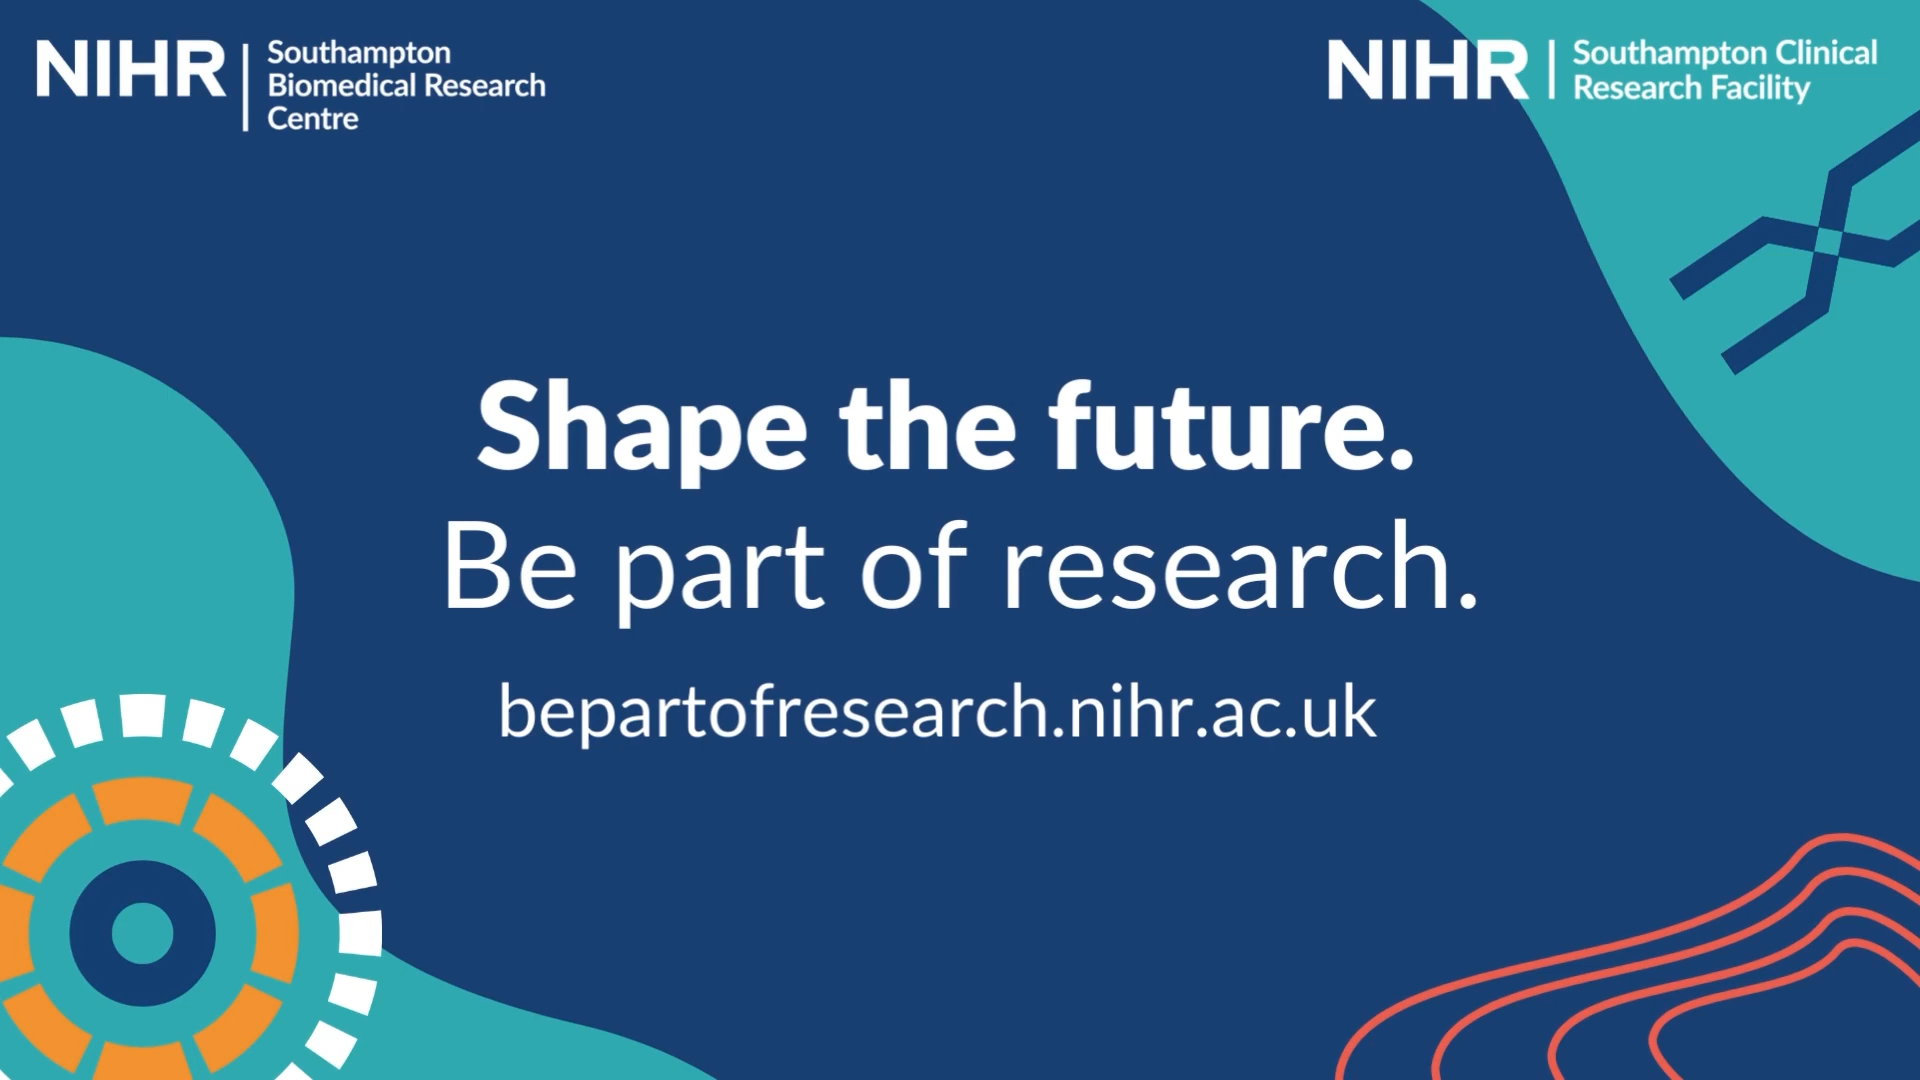 NIHR
Southampton
Biomedical Research
Centre
NIHR
Southampton Clinical
Research Facility
Shape the future.
Be part of research.
bepartofresearch.nihr.ac.uk